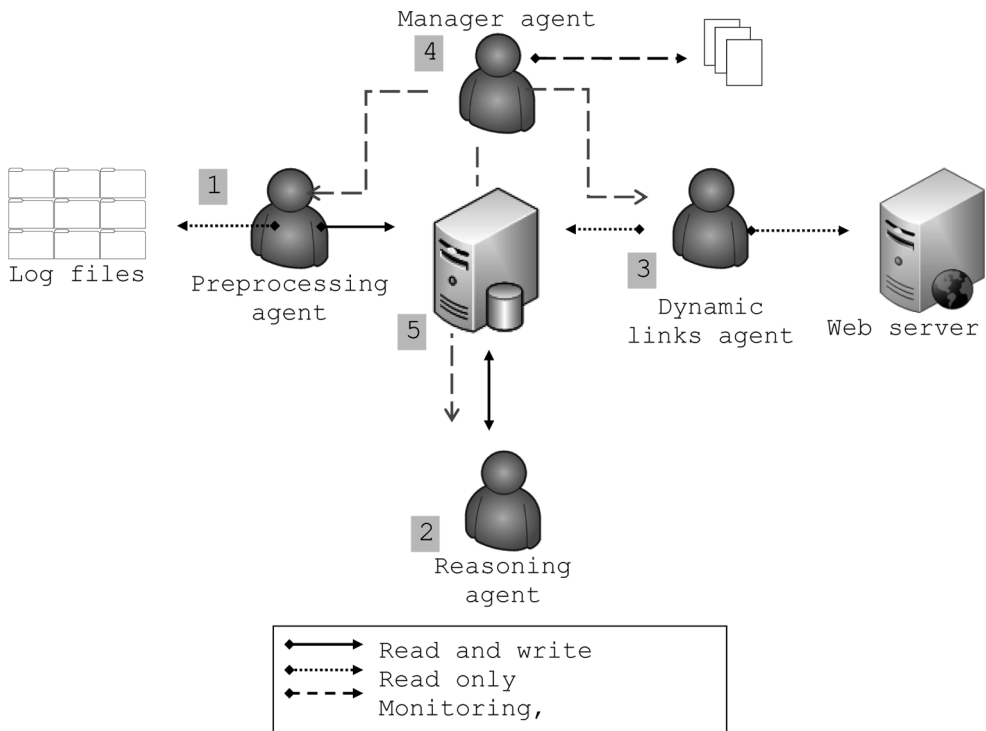 Manager agent
4
1
Log files
Preprocessing
agent
3
Dynamic
links agent
Web server
5
2
Reasoning
agent
Read and write
Read only
Monitoring,